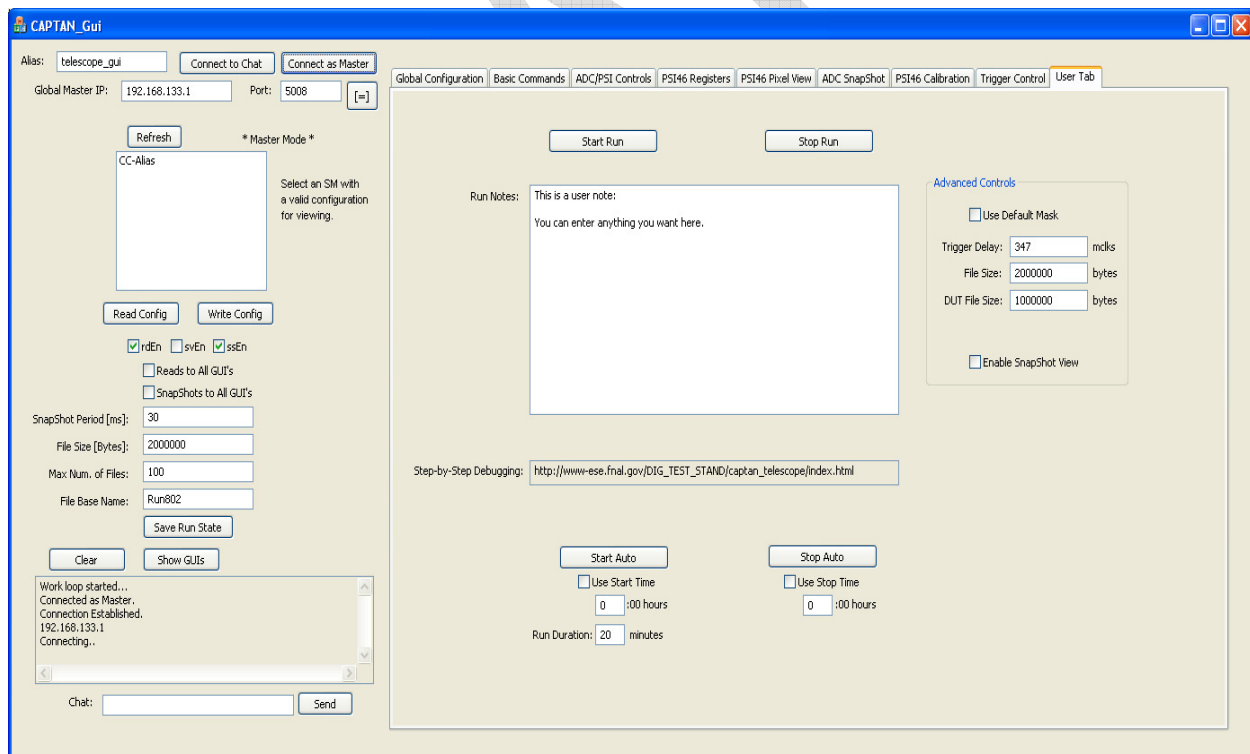 CAPTAN_Gui
Alias: telescope_gui Connect to Chat Connect as Master
Global Master IP: 192.168.133.1 Port: 5008 [=]
Refresh * Master Mode *
CC-Alias
Select an SM with
a valid configuration
for viewing.
Read Config Write Config
rdEn svEn ssEn
Reads to All GUI's
SnapShots to All GUI's
SnapShot Period [ms]: 30
File Size [Bytes]: 2000000
Max Num. of Files: 100
File Base Name: Run802
Save Run State
Clear Show GUIs
Work loop started...
Connected as Master.
Connection Established.
192.168.133.1
Connecting..
Chat: Send
Global Configuration Basic Commands ADC/PSI Controls PSI46 Registers PSI46 Pixel View ADC SnapShot PSI46 Calibration Trigger Control User Tab
Start Run Stop Run
Run Notes: This is a user note:
You can enter anything you want here.
Advanced Controls
Use Default Mask
Trigger Delay: 347 mclks
File Size: 2000000 bytes
DUT File Size: 1000000 bytes
Enable SnapShot View
Step-by-Step Debugging: http://www-ese.fnal.gov/DIG_TEST_STAND/captan_telescope/index.html
Start Auto Stop Auto
Use Start Time Use Stop Time
0 :00 hours 0 :00 hours
Run Duration: 20 minutes